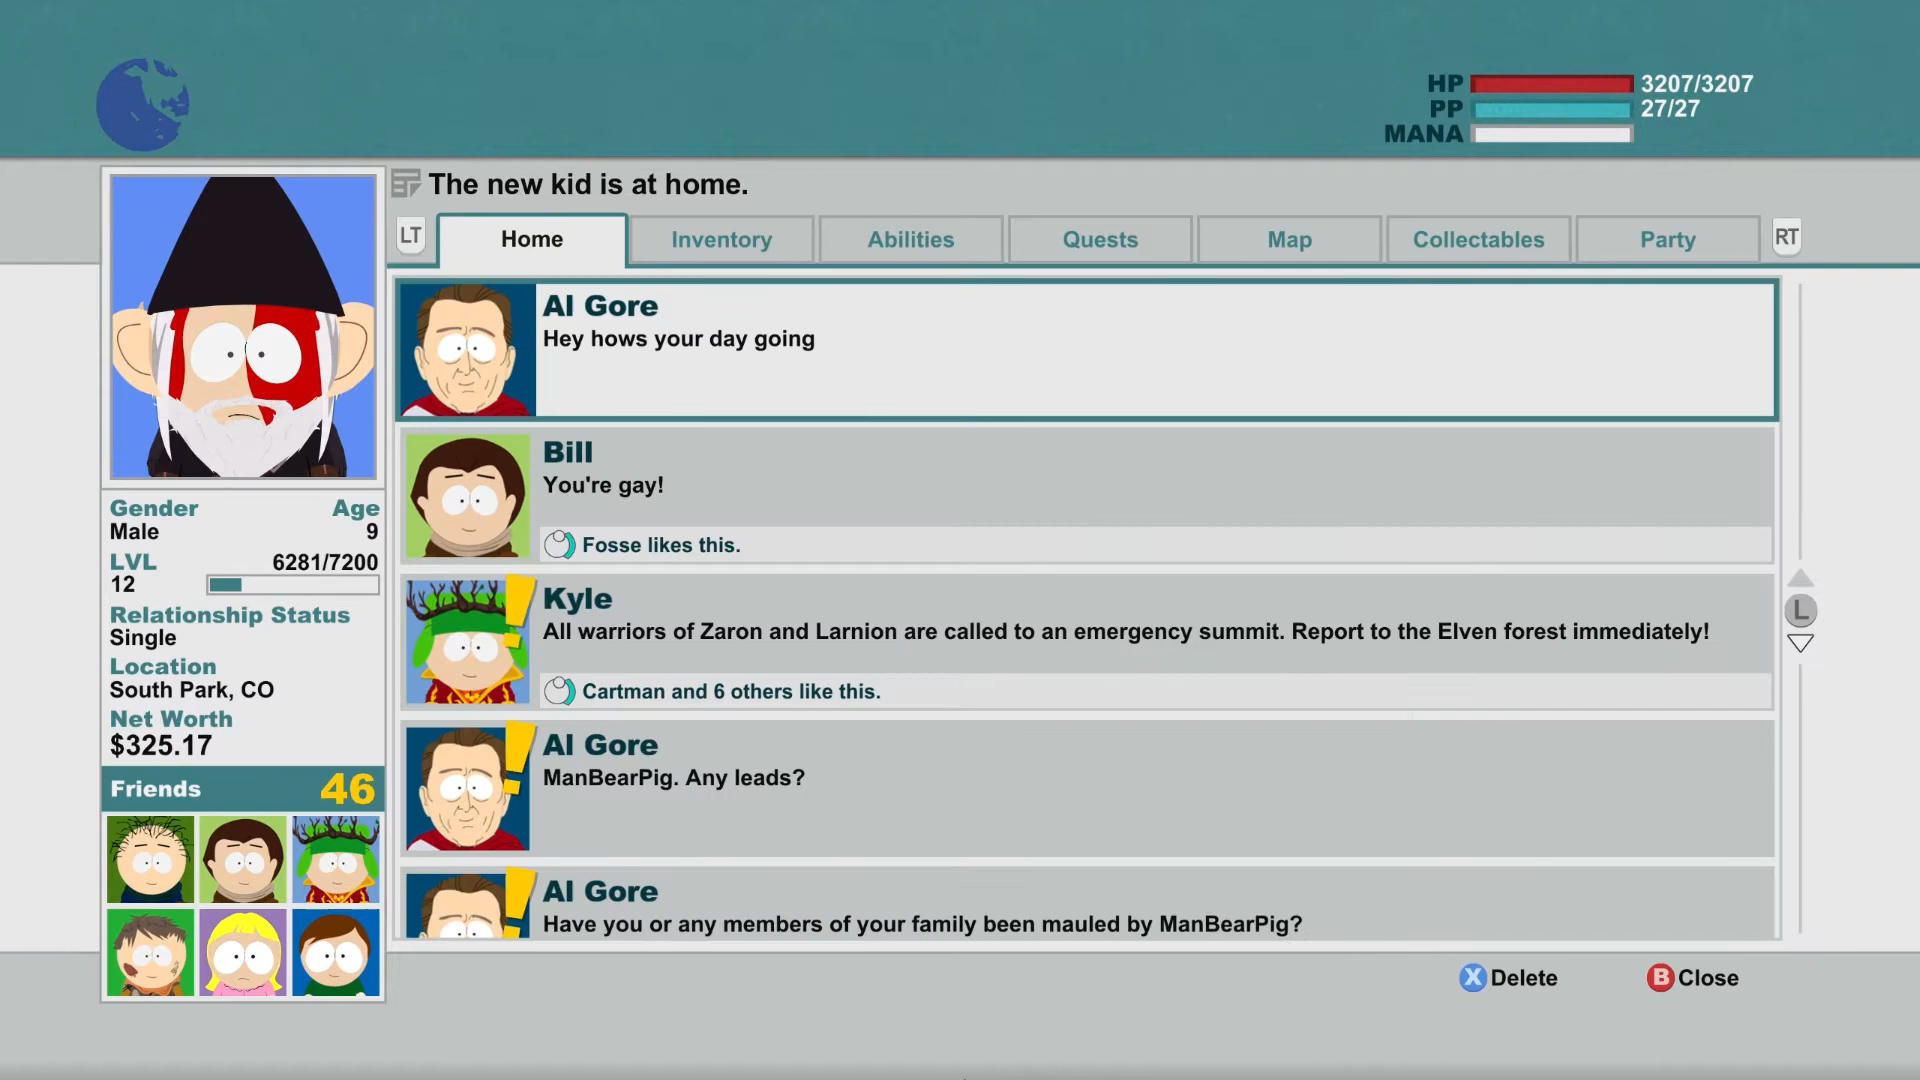 HP 3207/3207
PP 27/27
MANA
The new kid is at home.
LT Home Inventory Abilities Quests Map Collectables Party RT
Gender Age
Male 9
LVL 6281/7200
12
Relationship Status
Single
Location
South Park, CO
Net Worth
$325.17
Friends 46
Al Gore
Hey hows your day going
Bill
You're gay!
Fosse likes this.
Kyle
All warriors of Zaron and Larnion are called to an emergency summit. Report to the Elven forest immediately!
Cartman and 6 others like this.
Al Gore
ManBearPig. Any leads?
Al Gore
Have you or any members of your family been mauled by ManBearPig?
L
X Delete B Close